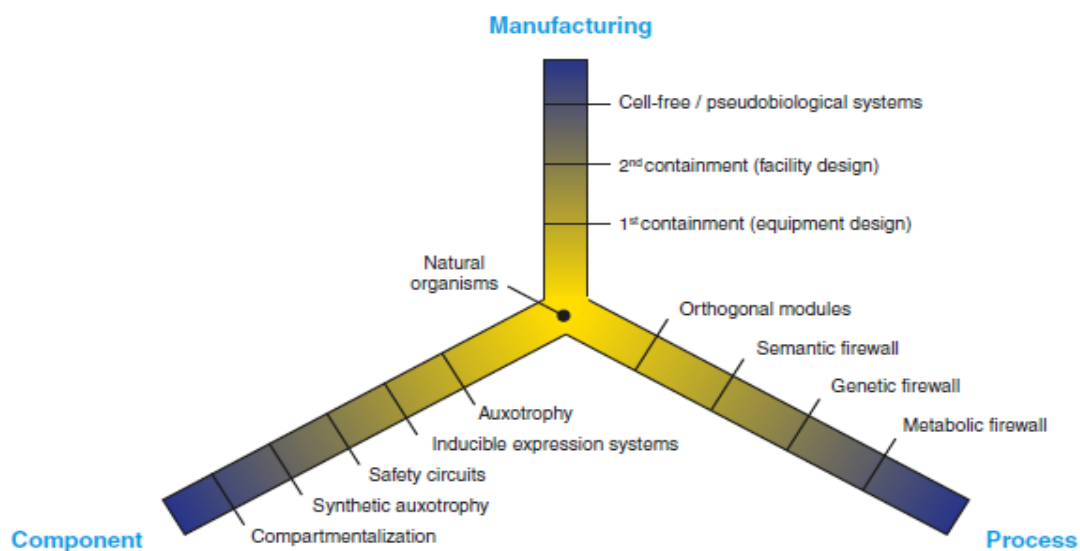 Manufacturing
Cell-free / pseudobiological systems
2nd containment (facility design)
1st containment (equipment design)
Natural
organisms
Orthogonal modules
Semantic firewall
Genetic firewall
Metabolic firewall
Auxotrophy
Inducible expression systems
Safety circuits
Synthetic auxotrophy
Compartmentalization
Component
Process